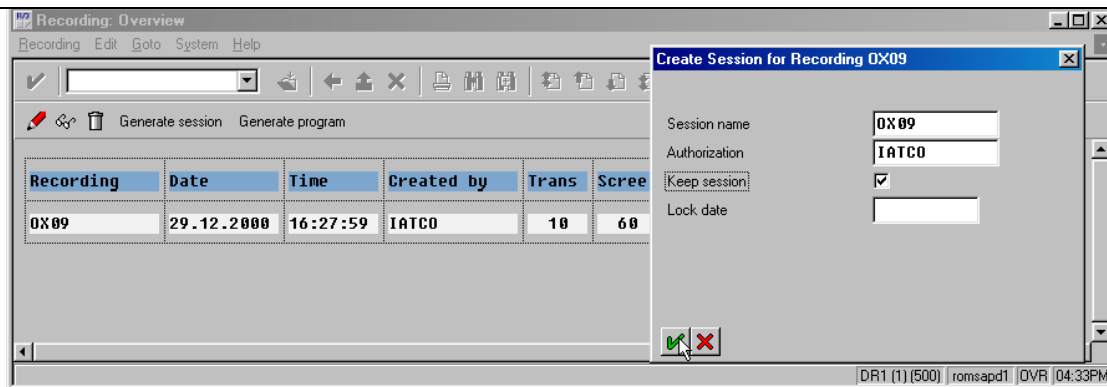 Recording: Overview
Recording Edit Goto System Help
Generate session Generate program
Recording Date Time Created by Trans Scree
OX09 29.12.2000 16:27:59 IATCO 10 60
Create Session for Recording OX09
Session name OX09
Authorization IATCO
Keep session
Lock date
DR1 (1) (500) romsapd1 OVR 04:33PM